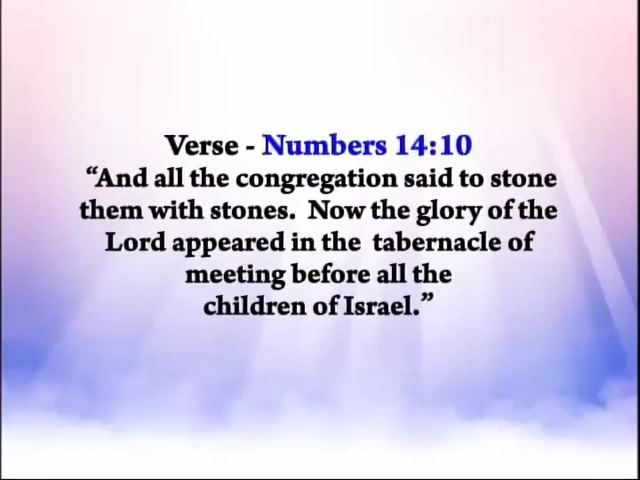 Verse - Numbers 14:10
“And all the congregation said to stone
them with stones.  Now the glory of the
Lord appeared in the  tabernacle of
meeting before all the
children of Israel.”